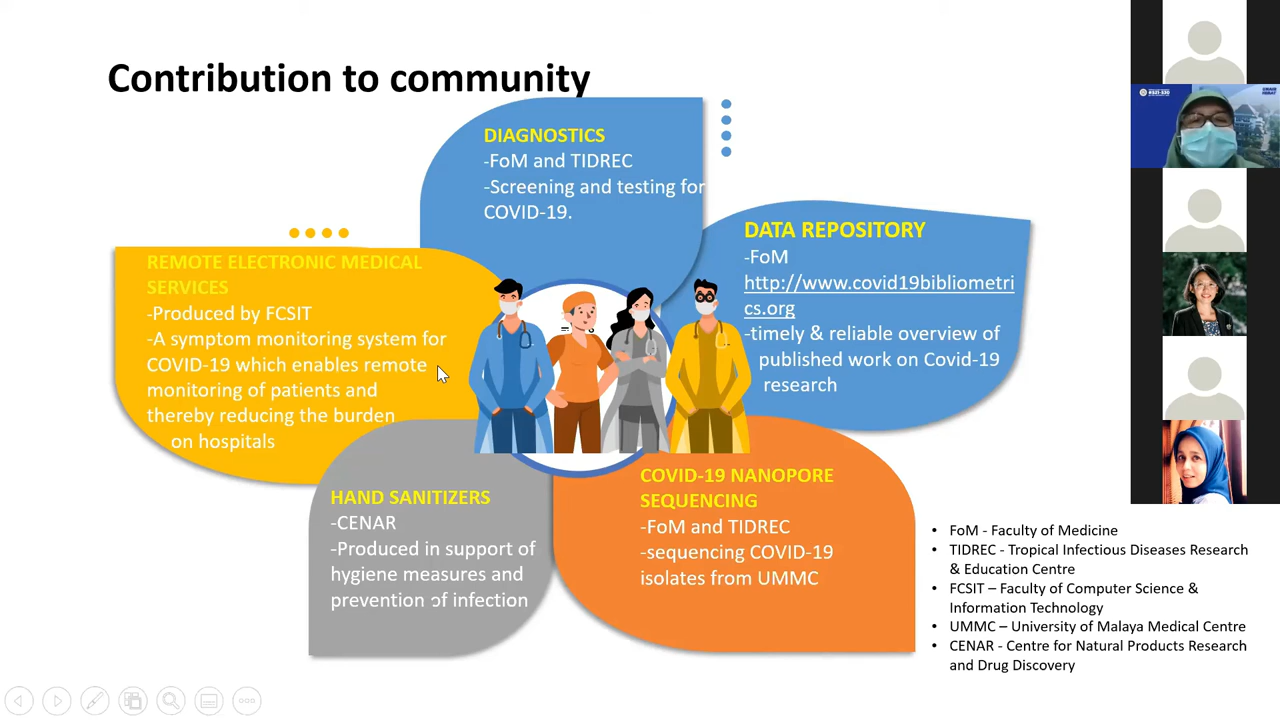 Contribution to community
DIAGNOSTICS
-FoM and TIDREC
-Screening and testing for
COVID-19.
DATA REPOSITORY
-FoM
http://www.covid19bibliometri
cs.org
-timely & reliable overview of
published work on Covid-19
research
REMOTE ELECTRONIC MEDICAL
SERVICES
-Produced by FCSIT
-A symptom monitoring system for
COVID-19 which enables remote
monitoring of patients and
thereby reducing the burden
on hospitals
HAND SANITIZERS
-CENAR
-Produced in support of
hygiene measures and
prevention of infection
COVID-19 NANOPORE
SEQUENCING
-FoM and TIDREC
-sequencing COVID-19
isolates from UMMC
• FoM - Faculty of Medicine
• TIDREC - Tropical Infectious Diseases Research
& Education Centre
• FCSIT – Faculty of Computer Science &
Information Technology
• UMMC – University of Malaya Medical Centre
• CENAR - Centre for Natural Products Research
and Drug Discovery